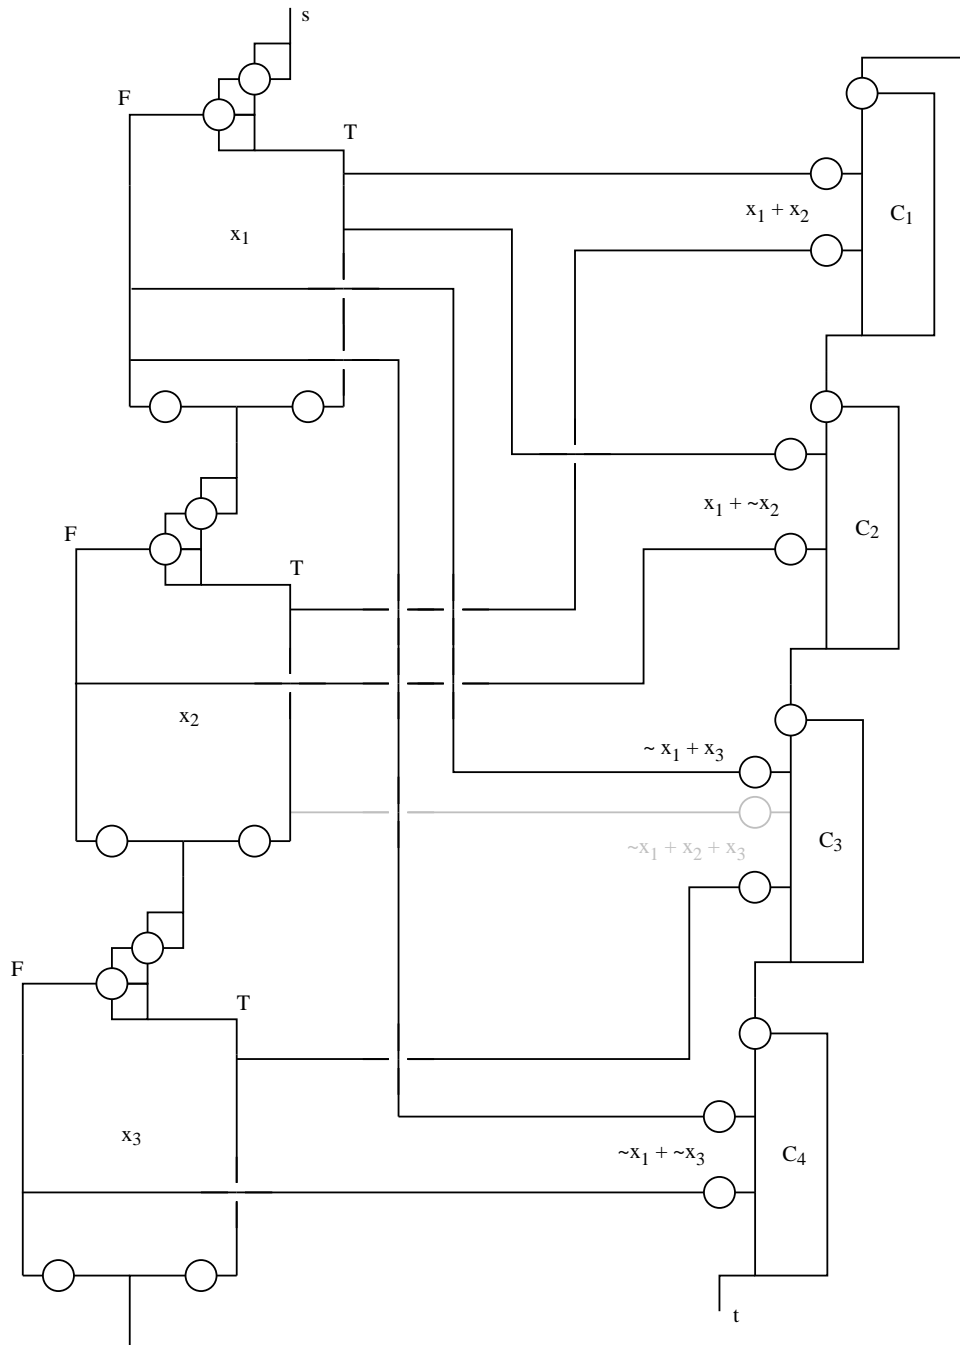 s
F
T
x1 + x2
C1
x1
x1 + ~x2
C2
F
T
x2
~ x1 + x3
C3
~x1 + x2 + x3
F
T
x3
~x1 + ~x3
C4
t